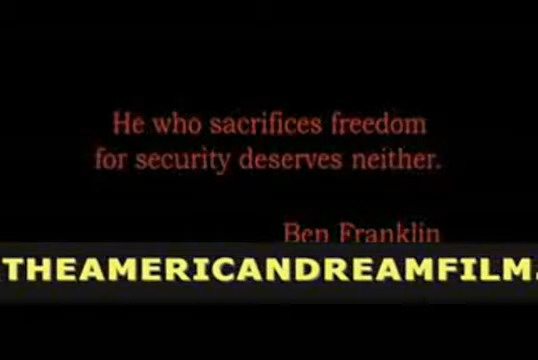 He who sacrifices freedom
for security deserves neither.
Ben Franklin
THEAMERICANDREAMFILM.